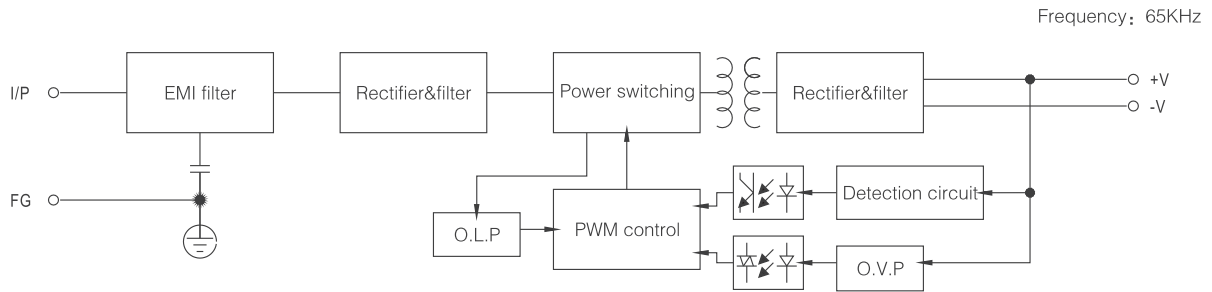 Frequency: 65KHz
I/P
EMI filter
Rectifier&filter
Power switching
Rectifier&filter
+V
-V
FG
O.L.P
PWM control
Detection circuit
O.V.P